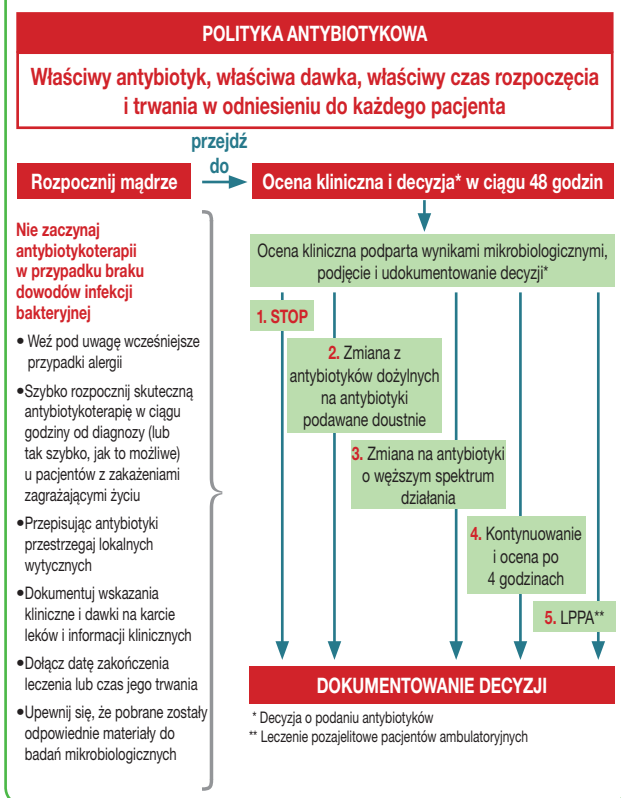 POLITYKA ANTYBIOTYKOWA
Właściwy antybiotyk, właściwa dawka, właściwy czas rozpoczęcia
i trwania w odniesieniu do każdego pacjenta
przejdź
do
Rozpocznij mądrze
Ocena kliniczna i decyzja* w ciągu 48 godzin
Nie zaczynaj
antybiotykoterapii
w przypadku braku
dowodów infekcji
bakteryjnej
• Weź pod uwagę wcześniejsze
przypadki alergii
•Szybko rozpocznij skuteczną
antybiotykoterapię w ciągu
godziny od diagnozy (lub
tak szybko, jak to możliwe)
u pacjentów z zakażeniami
zagrażającymi życiu
•Przepisując antybiotyki
przestrzegaj lokalnych
wytycznych
•Dokumentuj wskazania
kliniczne i dawki na karcie
leków i informacji klinicznych
•Dołącz datę zakończenia
leczenia lub czas jego trwania
•Upewnij się, że pobrane zostały
odpowiednie materiały do
badań mikrobiologicznych
Ocena kliniczna podparta wynikami mikrobiologicznymi,
podjęcie i udokumentowanie decyzji*
1. STOP
2. Zmiana z
antybiotyków dożylnych
na antybiotyki
podawane doustnie
3. Zmiana na antybiotyki
o węższym spektrum
działania
4. Kontynuowanie
i ocena po
4 godzinach
5. LPPA**
DOKUMENTOWANIE DECYZJI
* Decyzja o podaniu antybiotyków
** Leczenie pozajelitowe pacjentów ambulatoryjnych